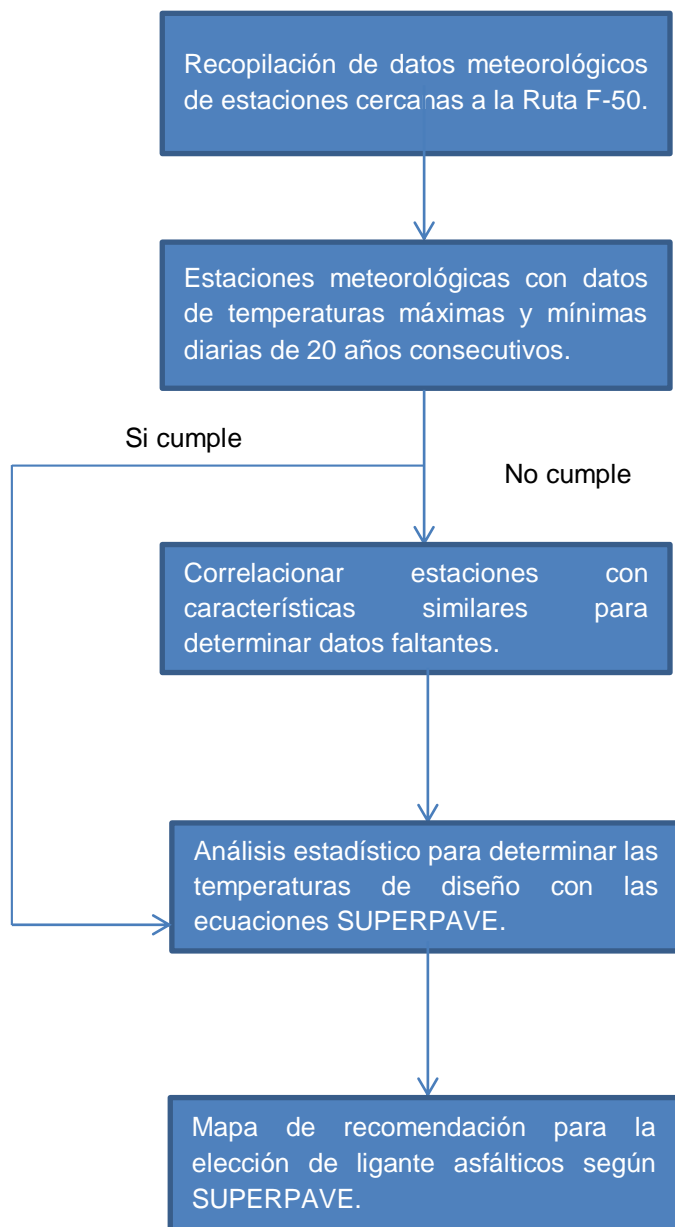 Recopilación de datos meteorológicos
de estaciones cercanas a la Ruta F-50.
Estaciones meteorológicas con datos
de temperaturas máximas y mínimas
diarias de 20 años consecutivos.
Si cumple
No cumple
Correlacionar estaciones con
características similares para
determinar datos faltantes.
Análisis estadístico para determinar las
temperaturas de diseño con las
ecuaciones SUPERPAVE.
Mapa de recomendación para la
elección de ligante asfálticos según
SUPERPAVE.